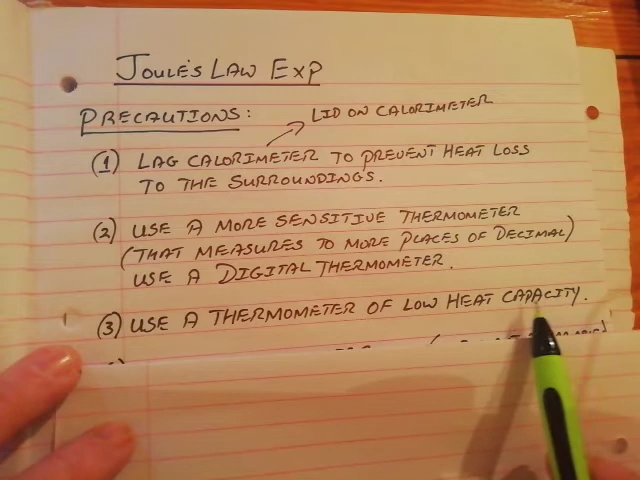 JOULE'S LAW EXP
PRECAUTIONS:
LID ON CALORIMETER
(1) LAG CALORIMETER TO PREVENT HEAT LOSS
TO THE SURROUNDINGS.
(2) USE A MORE SENSITIVE THERMOMETER
(THAT MEASURES TO MORE PLACES OF DECIMAL)
USE A DIGITAL THERMOMETER.
(3) USE A THERMOMETER OF LOW HEAT CAPACITY.